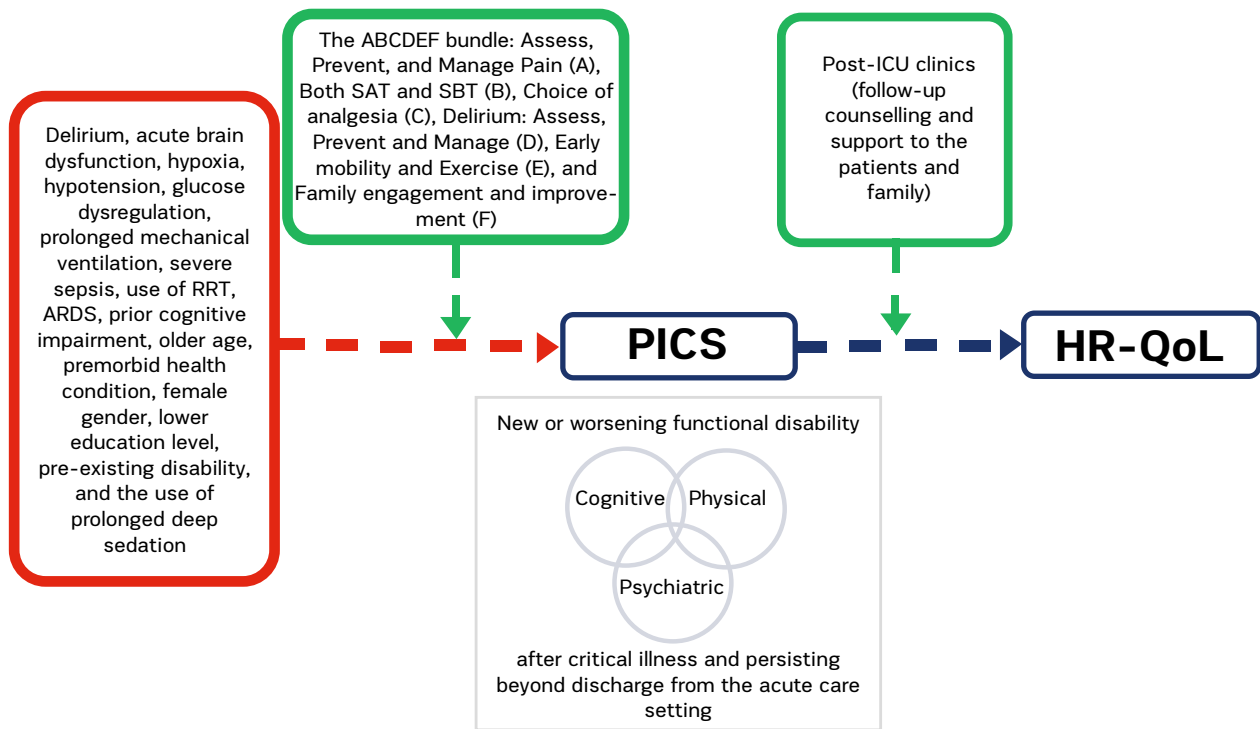 Delirium, acute brain
dysfunction, hypoxia,
hypotension, glucose
dysregulation,
prolonged mechanical
ventilation, severe
sepsis, use of RRT,
ARDS, prior cognitive
impairment, older age,
premorbid health
condition, female
gender, lower
education level,
pre-existing disability,
and the use of
prolonged deep
sedation
The ABCDEF bundle: Assess,
Prevent, and Manage Pain (A),
Both SAT and SBT (B), Choice of
analgesia (C), Delirium: Assess,
Prevent and Manage (D), Early
mobility and Exercise (E), and
Family engagement and improve-
ment (F)
Post-ICU clinics
(follow-up
counselling and
support to the
patients and
family)
PICS
HR-QoL
New or worsening functional disability
Cognitive
Physical
Psychiatric
after critical illness and persisting
beyond discharge from the acute care
setting